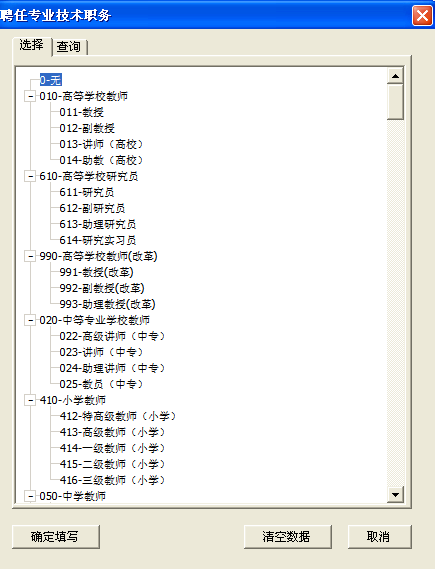 聘任专业技术职务
选择 查询
0-无
010-高等学校教师
011-教授
012-副教授
013-讲师（高校）
014-助教（高校）
610-高等学校研究员
611-研究员
612-副研究员
613-助理研究员
614-研究实习员
990-高等学校教师(改革)
991-教授(改革)
992-副教授(改革)
993-助理教授(改革)
020-中等专业学校教师
022-高级讲师（中专）
023-讲师（中专）
024-助理讲师（中专）
025-教员（中专）
410-小学教师
412-特高级教师（小学）
413-高级教师（小学）
414-一级教师（小学）
415-二级教师（小学）
416-三级教师（小学）
050-中学教师
确定填写 清空数据 取消